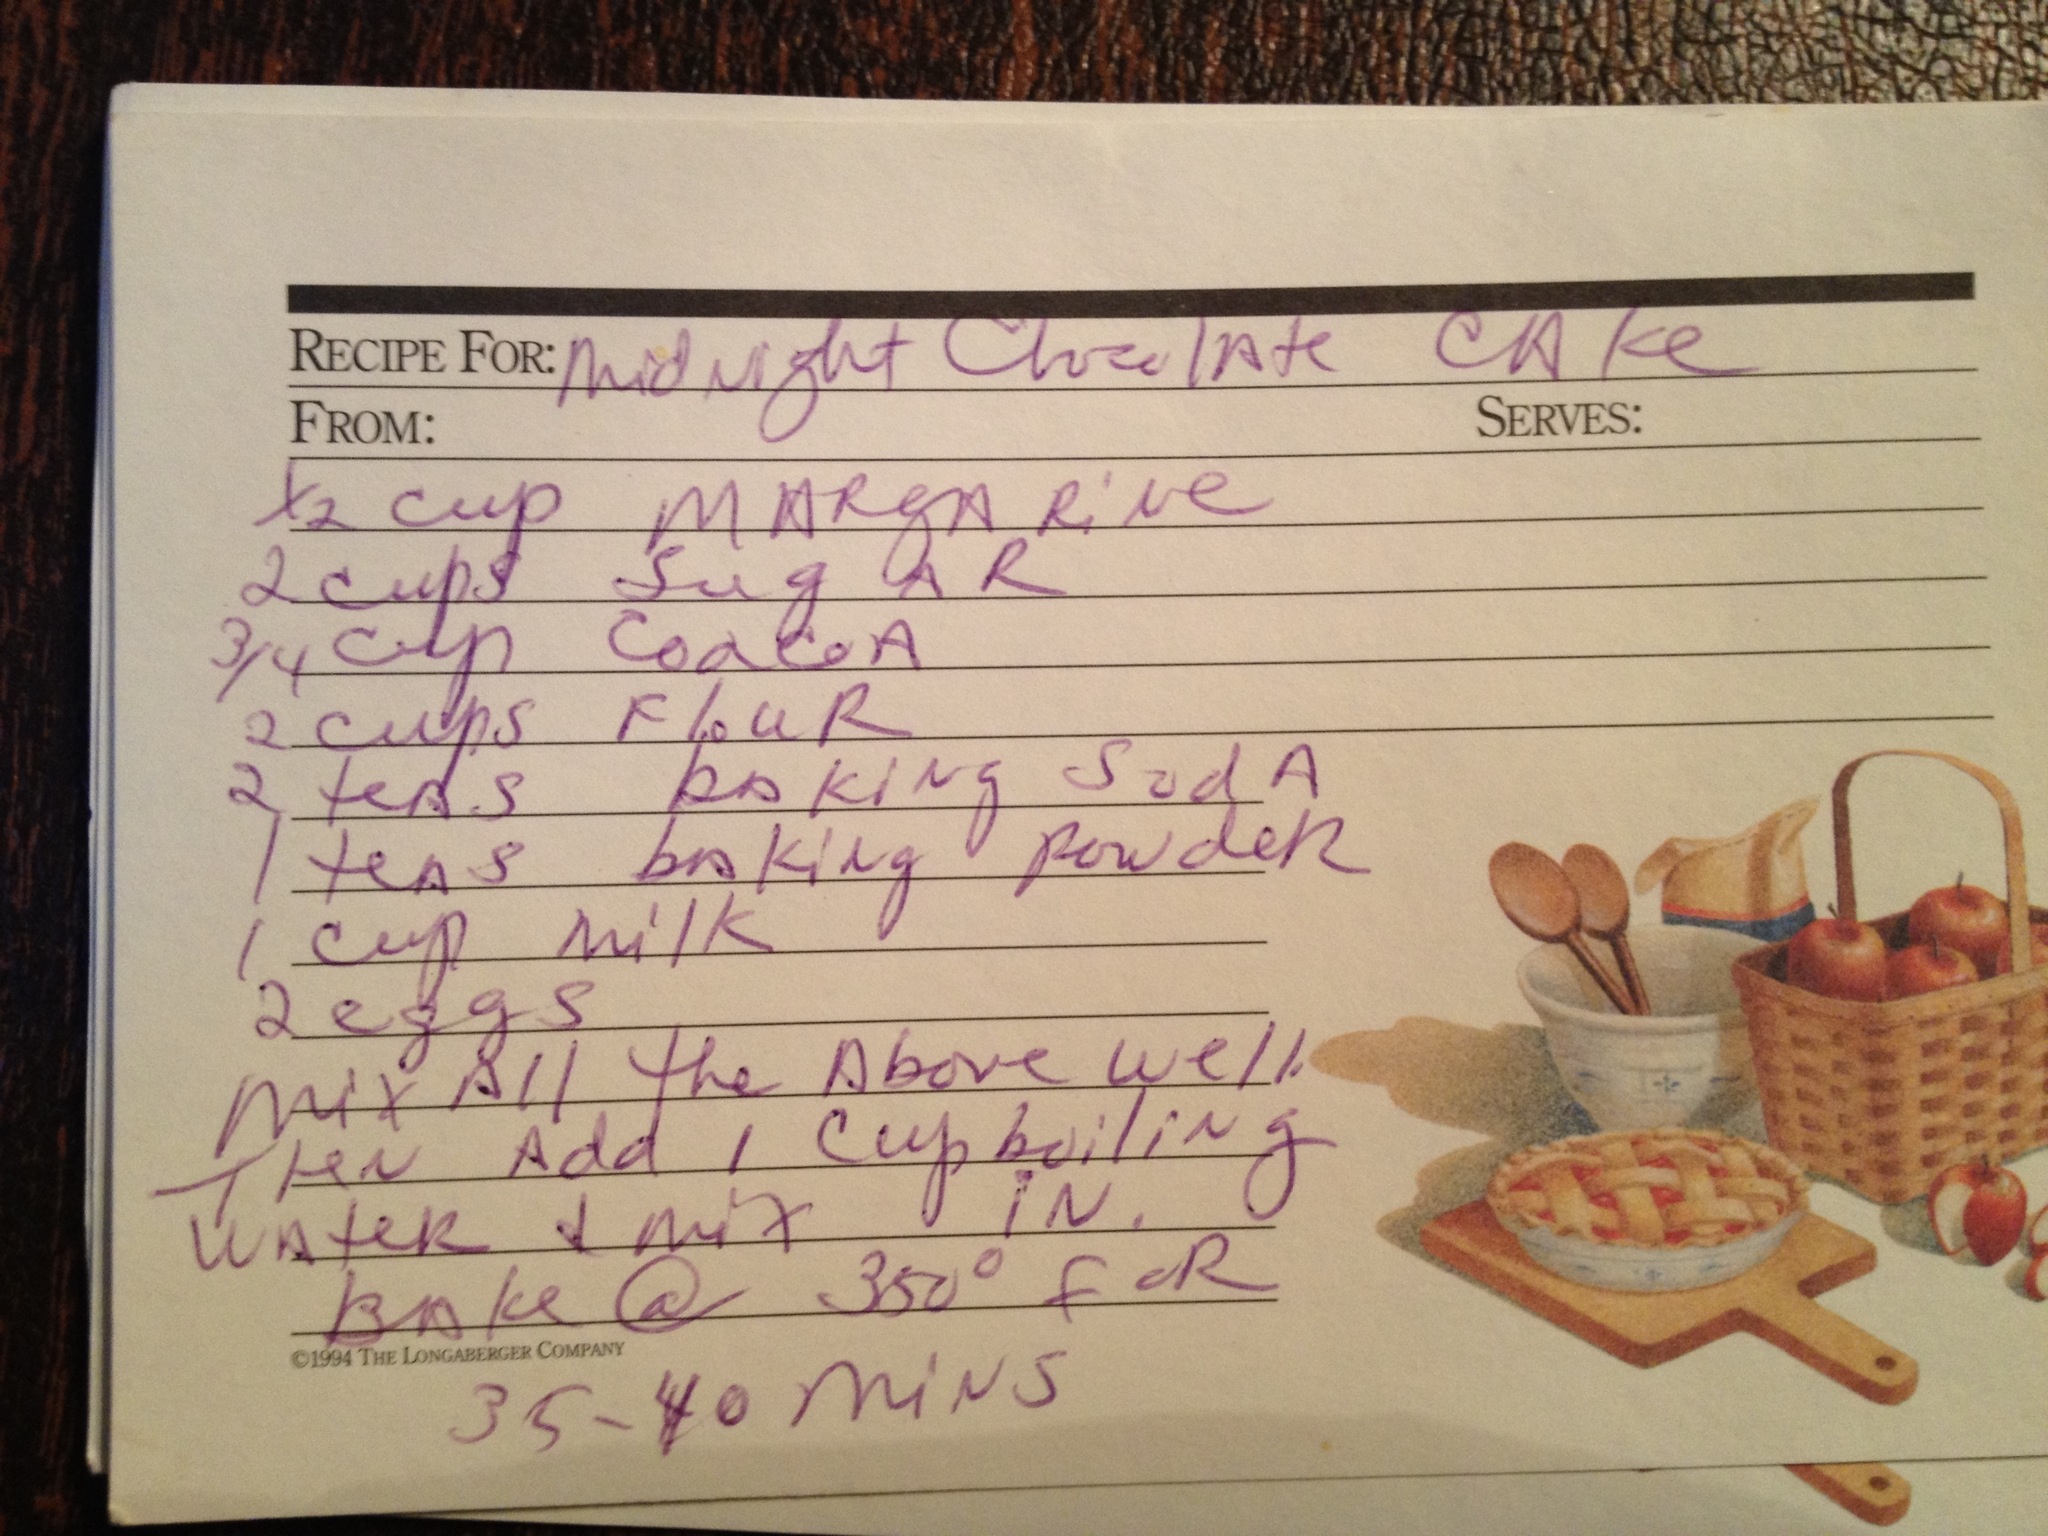 RECIPE FOR: Midnight Chocolate Cake
FROM: SERVES:
1/2 cup MARgARiNe
2 cups SugAR
3/4 cup CoacoA
2 cups FlouR
2 teAs bAkiNg SodA
1 teAs bAkiNg PowdeR
1 cup Milk
2 eggs
Mix All the Above well.
TheN Add 1 cup boiliNg
WAteR & mix iN.
BAke @ 350° foR
©1994 THE LONGABERGER COMPANY
35-40 MiNS